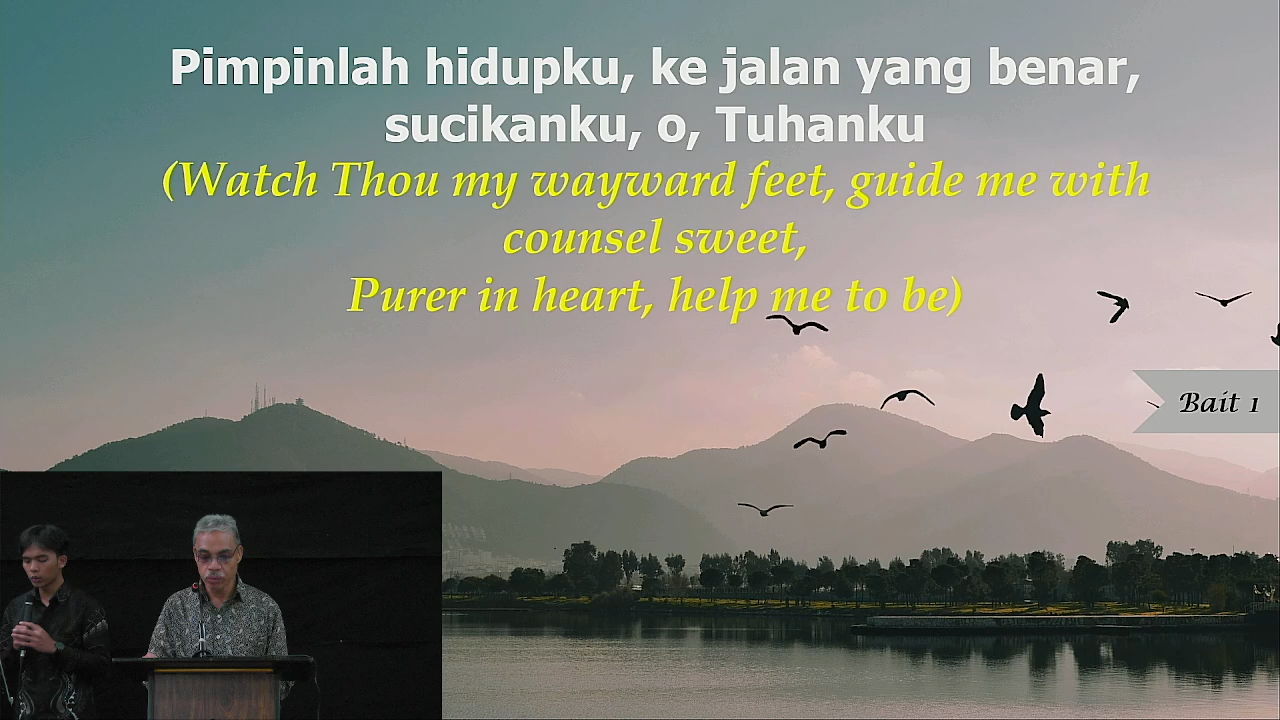 Pimpinlah hidupku, ke jalan yang benar,
sucikanku, o, Tuhanku
(Watch Thou my wayward feet, guide me with
counsel sweet,
Purer in heart, help me to be)
Bait 1